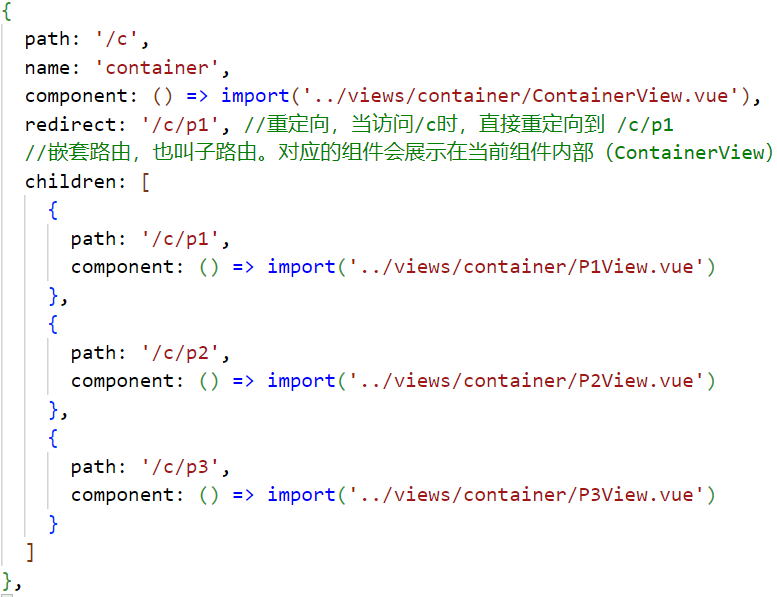 {
path: '/c',
name: 'container',
component: () => import('../views/container/ContainerView.vue'),
redirect: '/c/p1', //重定向，当访问/c时，直接重定向到 /c/p1
//嵌套路由，也叫子路由。对应的组件会展示在当前组件内部（ContainerView）
children: [
{
path: '/c/p1',
component: () => import('../views/container/P1View.vue')
},
{
path: '/c/p2',
component: () => import('../views/container/P2View.vue')
},
{
path: '/c/p3',
component: () => import('../views/container/P3View.vue')
}
]
},